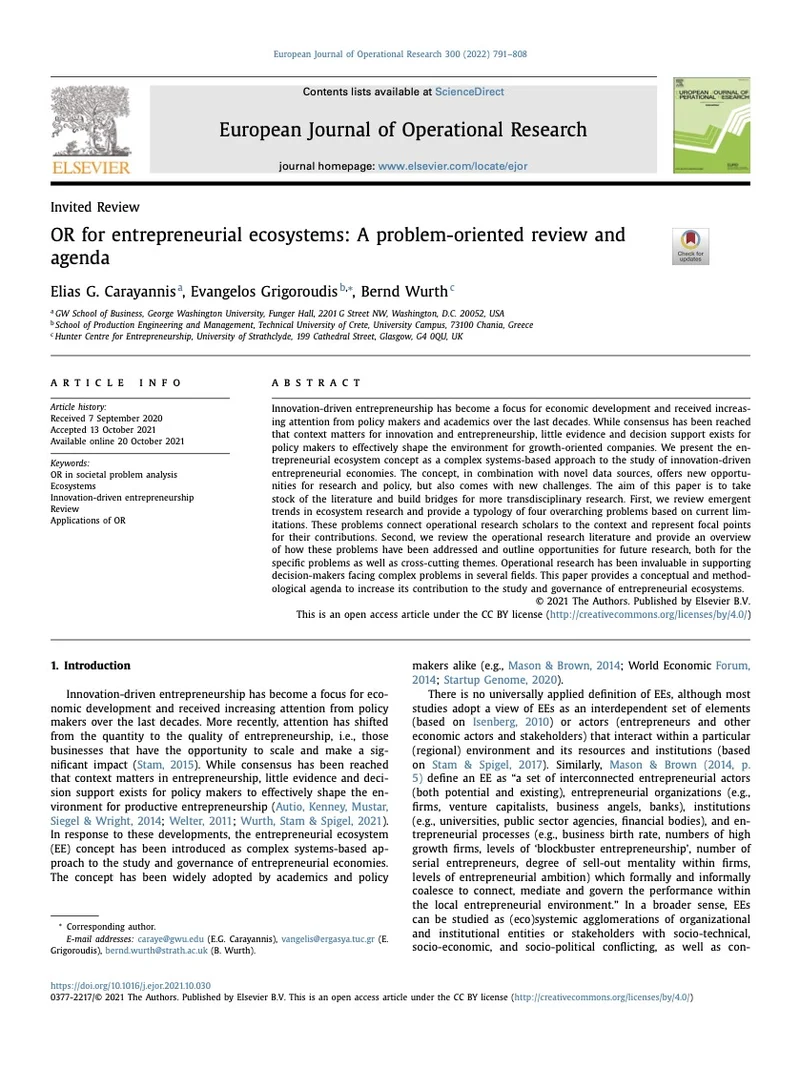 European Journal of Operational Research 300 (2022) 791–808
Contents lists available at ScienceDirect
European Journal of Operational Research
journal homepage: www.elsevier.com/locate/ejor
ELSEVIER
Invited Review
OR for entrepreneurial ecosystems: A problem-oriented review and
agenda
Check for
updates
Elias G. Carayannis a, Evangelos Grigoroudis b,*, Bernd Wurth c
a GW School of Business, George Washington University, Funger Hall, 2201 G Street NW, Washington, D.C. 20052, USA
b School of Production Engineering and Management, Technical University of Crete, University Campus, 73100 Chania, Greece
c Hunter Centre for Entrepreneurship, University of Strathclyde, 199 Cathedral Street, Glasgow, G4 0QU, UK
ARTICLE INFO
Article history:
Received 7 September 2020
Accepted 13 October 2021
Available online 20 October 2021
Keywords:
OR in societal problem analysis
Ecosystems
Innovation-driven entrepreneurship
Review
Applications of OR
ABSTRACT
Innovation-driven entrepreneurship has become a focus for economic development and received increas-
ing attention from policy makers and academics over the last decades. While consensus has been reached
that context matters for innovation and entrepreneurship, little evidence and decision support exists for
policy makers to effectively shape the environment for growth-oriented companies. We present the en-
trepreneurial ecosystem concept as a complex systems-based approach to the study of innovation-driven
entrepreneurial economies. The concept, in combination with novel data sources, offers new opportu-
nities for research and policy, but also comes with new challenges. The aim of this paper is to take
stock of the literature and build bridges for more transdisciplinary research. First, we review emergent
trends in ecosystem research and provide a typology of four overarching problems based on current lim-
itations. These problems connect operational research scholars to the context and represent focal points
for their contributions. Second, we review the operational research literature and provide an overview
of how these problems have been addressed and outline opportunities for future research, both for the
specific problems as well as cross-cutting themes. Operational research has been invaluable in supporting
decision-makers facing complex problems in several fields. This paper provides a conceptual and method-
ological agenda to increase its contribution to the study and governance of entrepreneurial ecosystems.
© 2021 The Authors. Published by Elsevier B.V.
This is an open access article under the CC BY license (http://creativecommons.org/licenses/by/4.0/)
1. Introduction
Innovation-driven entrepreneurship has become a focus for eco-
nomic development and received increasing attention from policy
makers over the last decades. More recently, attention has shifted
from the quantity to the quality of entrepreneurship, i.e., those
businesses that have the opportunity to scale and make a sig-
nificant impact (Stam, 2015). While consensus has been reached
that context matters in entrepreneurship, little evidence and deci-
sion support exists for policy makers to effectively shape the en-
vironment for productive entrepreneurship (Autio, Kenney, Mustar,
Siegel & Wright, 2014; Welter, 2011; Wurth, Stam & Spigel, 2021).
In response to these developments, the entrepreneurial ecosystem
(EE) concept has been introduced as complex systems-based ap-
proach to the study and governance of entrepreneurial economies.
The concept has been widely adopted by academics and policy
* Corresponding author.
E-mail addresses: caraye@gwu.edu (E.G. Carayannis), vangelis@ergasya.tuc.gr (E.
Grigoroudis), bernd.wurth@strath.ac.uk (B. Wurth).
makers alike (e.g., Mason & Brown, 2014; World Economic Forum,
2014; Startup Genome, 2020).
There is no universally applied definition of EEs, although most
studies adopt a view of EEs as an interdependent set of elements
(based on Isenberg, 2010) or actors (entrepreneurs and other
economic actors and stakeholders) that interact within a particular
(regional) environment and its resources and institutions (based
on Stam & Spigel, 2017). Similarly, Mason & Brown (2014, p.
5) define an EE as “a set of interconnected entrepreneurial actors
(both potential and existing), entrepreneurial organizations (e.g.,
firms, venture capitalists, business angels, banks), institutions
(e.g., universities, public sector agencies, financial bodies), and en-
trepreneurial processes (e.g., business birth rate, numbers of high
growth firms, levels of ‘blockbuster entrepreneurship’, number of
serial entrepreneurs, degree of sell-out mentality within firms,
levels of entrepreneurial ambition) which formally and informally
coalesce to connect, mediate and govern the performance within
the local entrepreneurial environment.” In a broader sense, EEs
can be studied as (eco)systemic agglomerations of organizational
and institutional entities or stakeholders with socio-technical,
socio-economic, and socio-political conflicting, as well as con-
https://doi.org/10.1016/j.ejor.2021.10.030
0377-2217/© 2021 The Authors. Published by Elsevier B.V. This is an open access article under the CC BY license (http://creativecommons.org/licenses/by/4.0/)